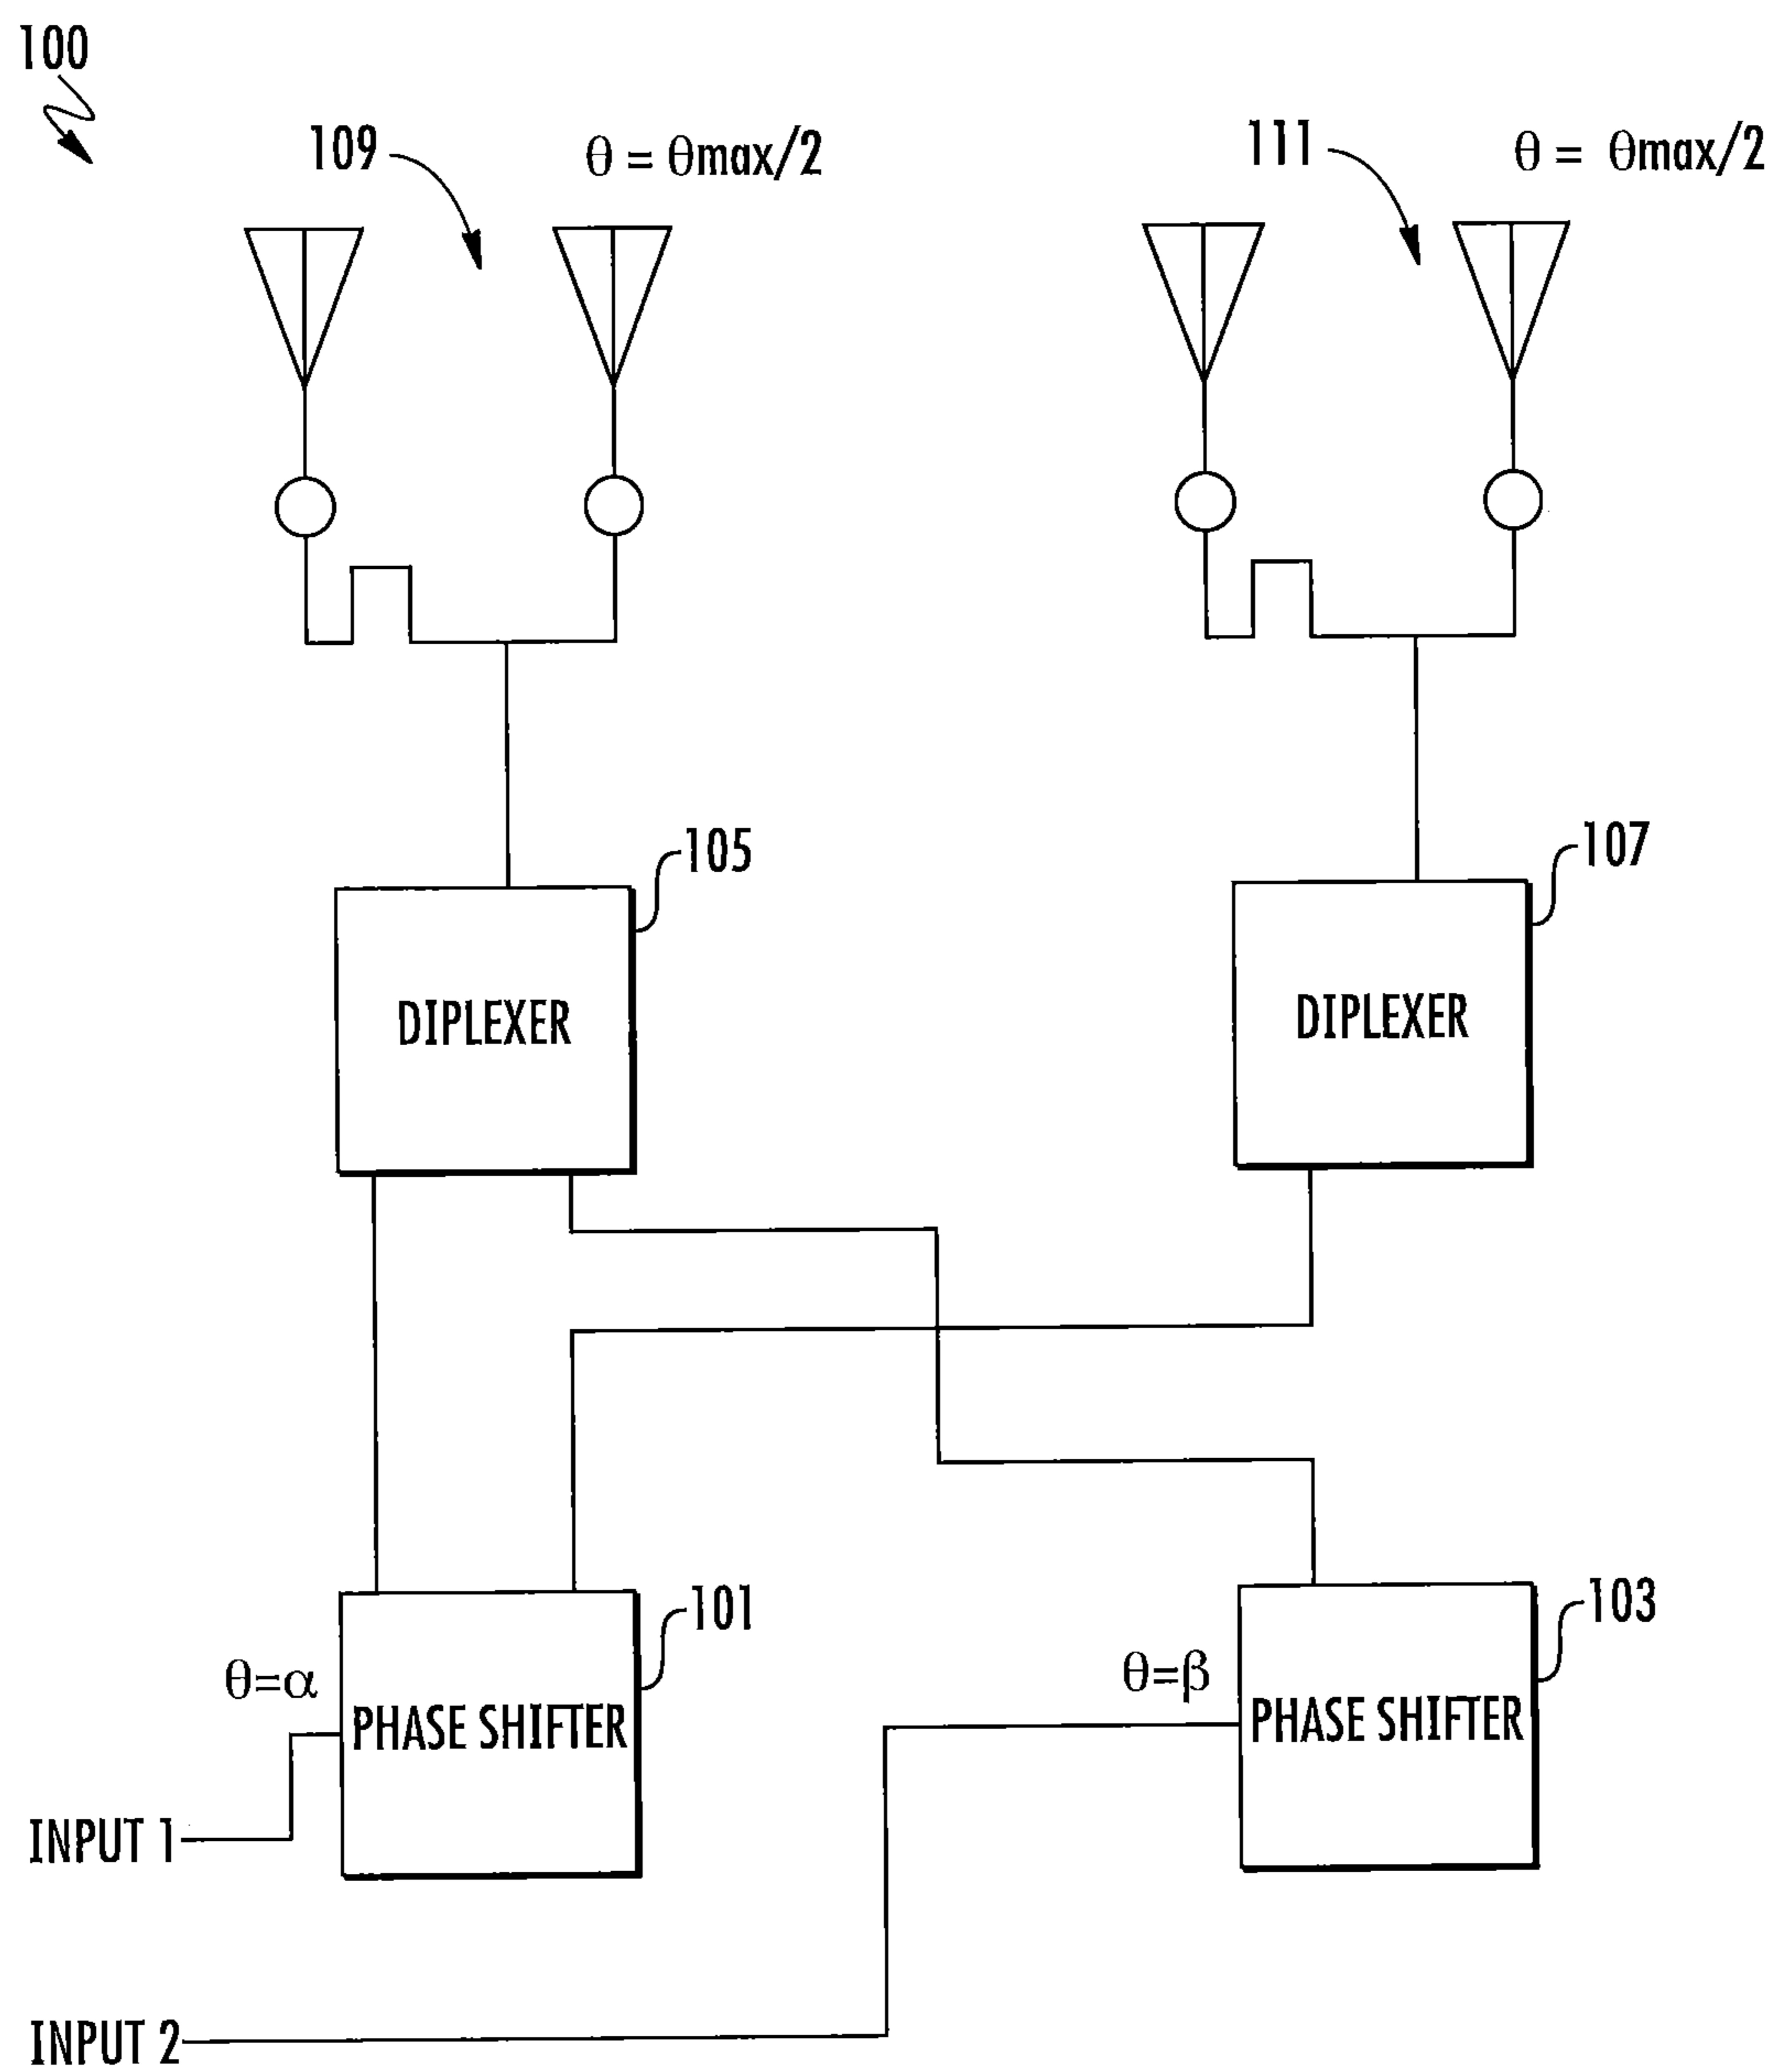 100
109
θ = θmax/2
111
θ = θmax/2
105
107
DIPLEXER
DIPLEXER
101
103
θ=α
θ=β
PHASE SHIFTER
PHASE SHIFTER
INPUT 1
INPUT 2